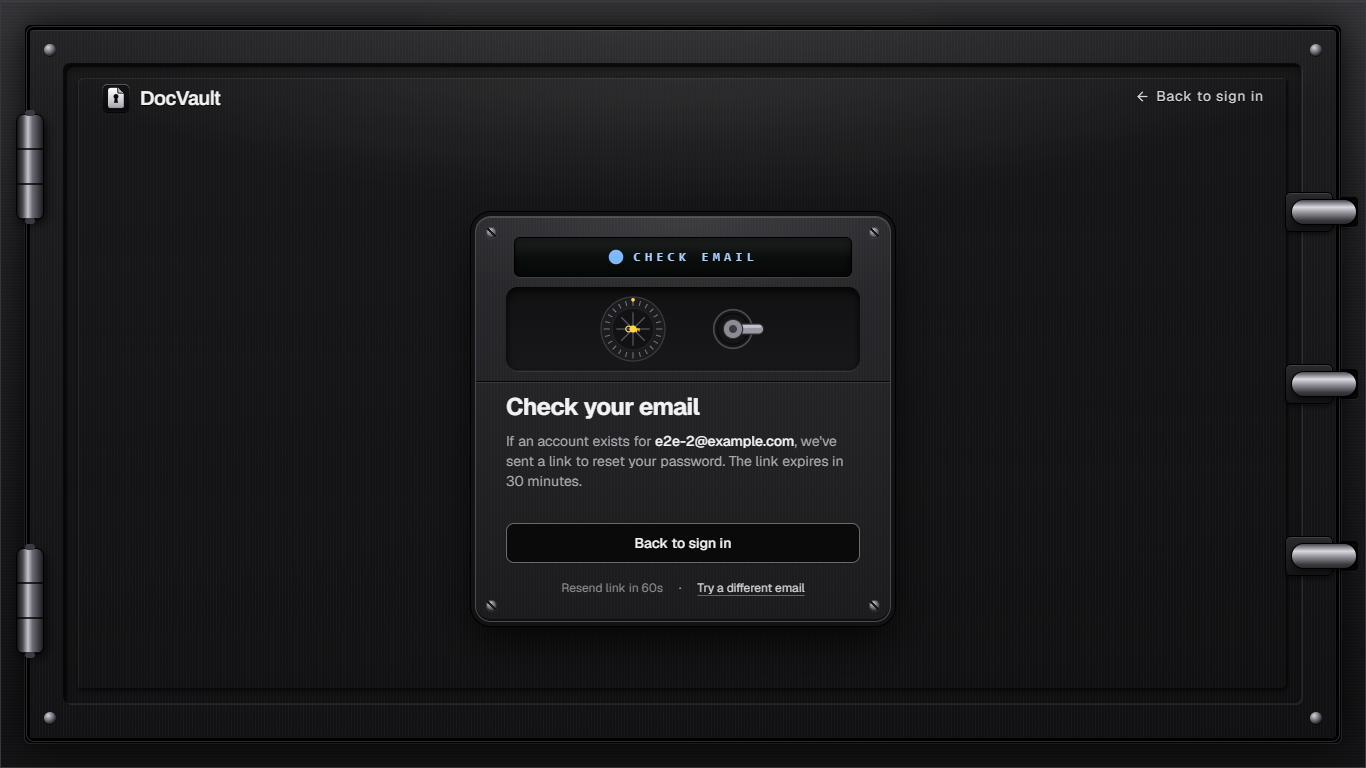 DocVault
← Back to sign in
CHECK EMAIL
Check your email
If an account exists for e2e-2@example.com, we've
sent a link to reset your password. The link expires in
30 minutes.
Back to sign in
Resend link in 60s · Try a different email